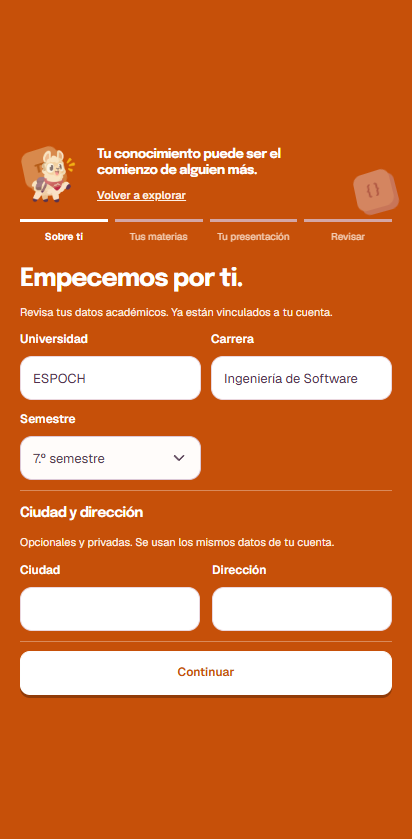 Tu conocimiento puede ser el
comienzo de alguien más.
Volver a explorar
{}
Sobre ti
Tus materias
Tu presentación
Revisar
Empecemos por ti.
Revisa tus datos académicos. Ya están vinculados a tu cuenta.
Universidad
Carrera
ESPOCH
Ingeniería de Software
Semestre
7.º semestre
Ciudad y dirección
Opcionales y privadas. Se usan los mismos datos de tu cuenta.
Ciudad
Dirección
Continuar